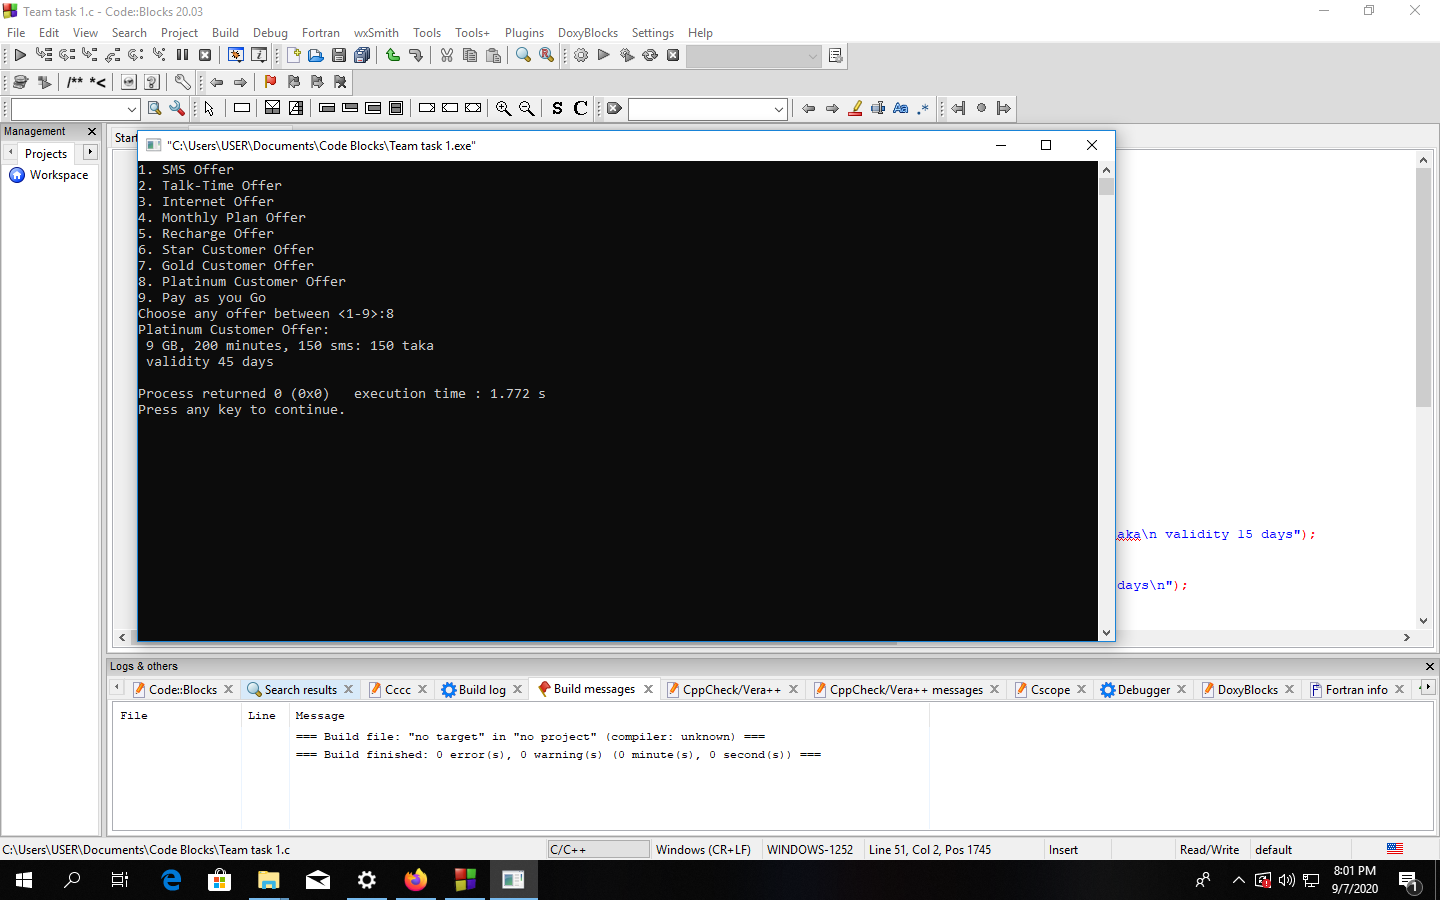 Team task 1.c - Code::Blocks 20.03
File Edit View Search Project Build Debug Fortran wxSmith Tools Tools+ Plugins DoxyBlocks Settings Help
/** *<
S C
Management
Projects
Workspace
Start
"C:\Users\USER\Documents\Code Blocks\Team task 1.exe"
1. SMS Offer
2. Talk-Time Offer
3. Internet Offer
4. Monthly Plan Offer
5. Recharge Offer
6. Star Customer Offer
7. Gold Customer Offer
8. Platinum Customer Offer
9. Pay as you Go
Choose any offer between <1-9>:8
Platinum Customer Offer:
9 GB, 200 minutes, 150 sms: 150 taka
validity 45 days
Process returned 0 (0x0)   execution time : 1.772 s
Press any key to continue.
aka\n validity 15 days");
days\n");
Logs & others
Code::Blocks Search results Cccc Build log Build messages CppCheck/Vera++ CppCheck/Vera++ messages Cscope Debugger DoxyBlocks Fortran info
File Line Message
=== Build file: "no target" in "no project" (compiler: unknown) ===
=== Build finished: 0 error(s), 0 warning(s) (0 minute(s), 0 second(s)) ===
C:\Users\USER\Documents\Code Blocks\Team task 1.c C/C++ Windows (CR+LF) WINDOWS-1252 Line 51, Col 2, Pos 1745 Insert Read/Write default
8:01 PM
9/7/2020
1